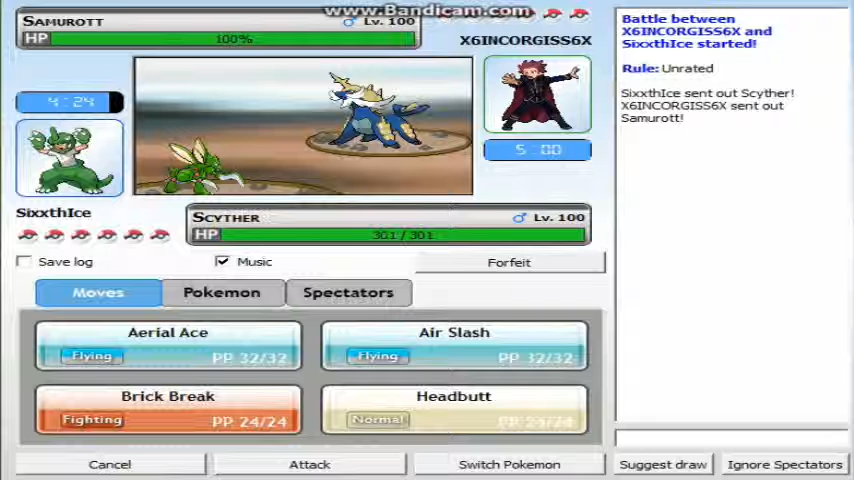 www.Bandicam.com
SAMUROTT Lv. 100
HP 100%
X6INCORGISS6X
4:24
5:00
SixxthIce
SCYTHER Lv. 100
HP 301/301
Save log
Music
Forfeit
Moves
Pokemon
Spectators
Aerial Ace
Flying PP 32/32
Air Slash
Flying PP 32/32
Brick Break
Fighting PP 24/24
Headbutt
Normal PP 24/24
Cancel
Attack
Switch Pokemon
Battle between
X6INCORGISS6X and
SixxthIce started!
Rule: Unrated
SixxthIce sent out Scyther!
X6INCORGISS6X sent out
Samurott!
Suggest draw
Ignore Spectators